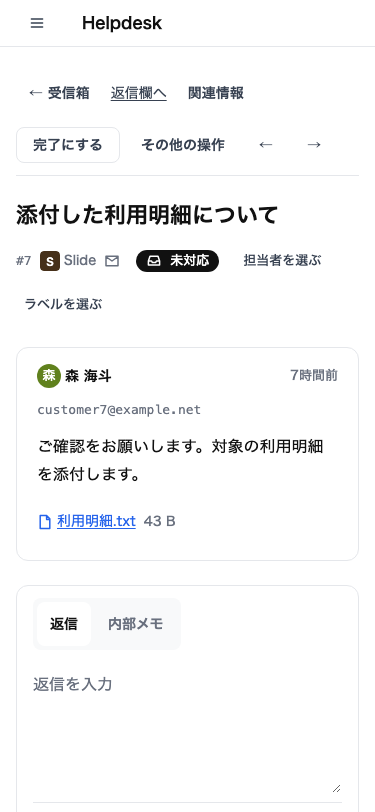 Helpdesk
← 受信箱 返信欄へ 関連情報
完了にする その他の操作 ← →
添付した利用明細について
#7 S Slide 未対応 担当者を選ぶ
ラベルを選ぶ
森 森 海斗 7時間前
customer7@example.net
ご確認をお願いします。対象の利用明細
を添付します。
利用明細.txt 43 B
返信 内部メモ
返信を入力